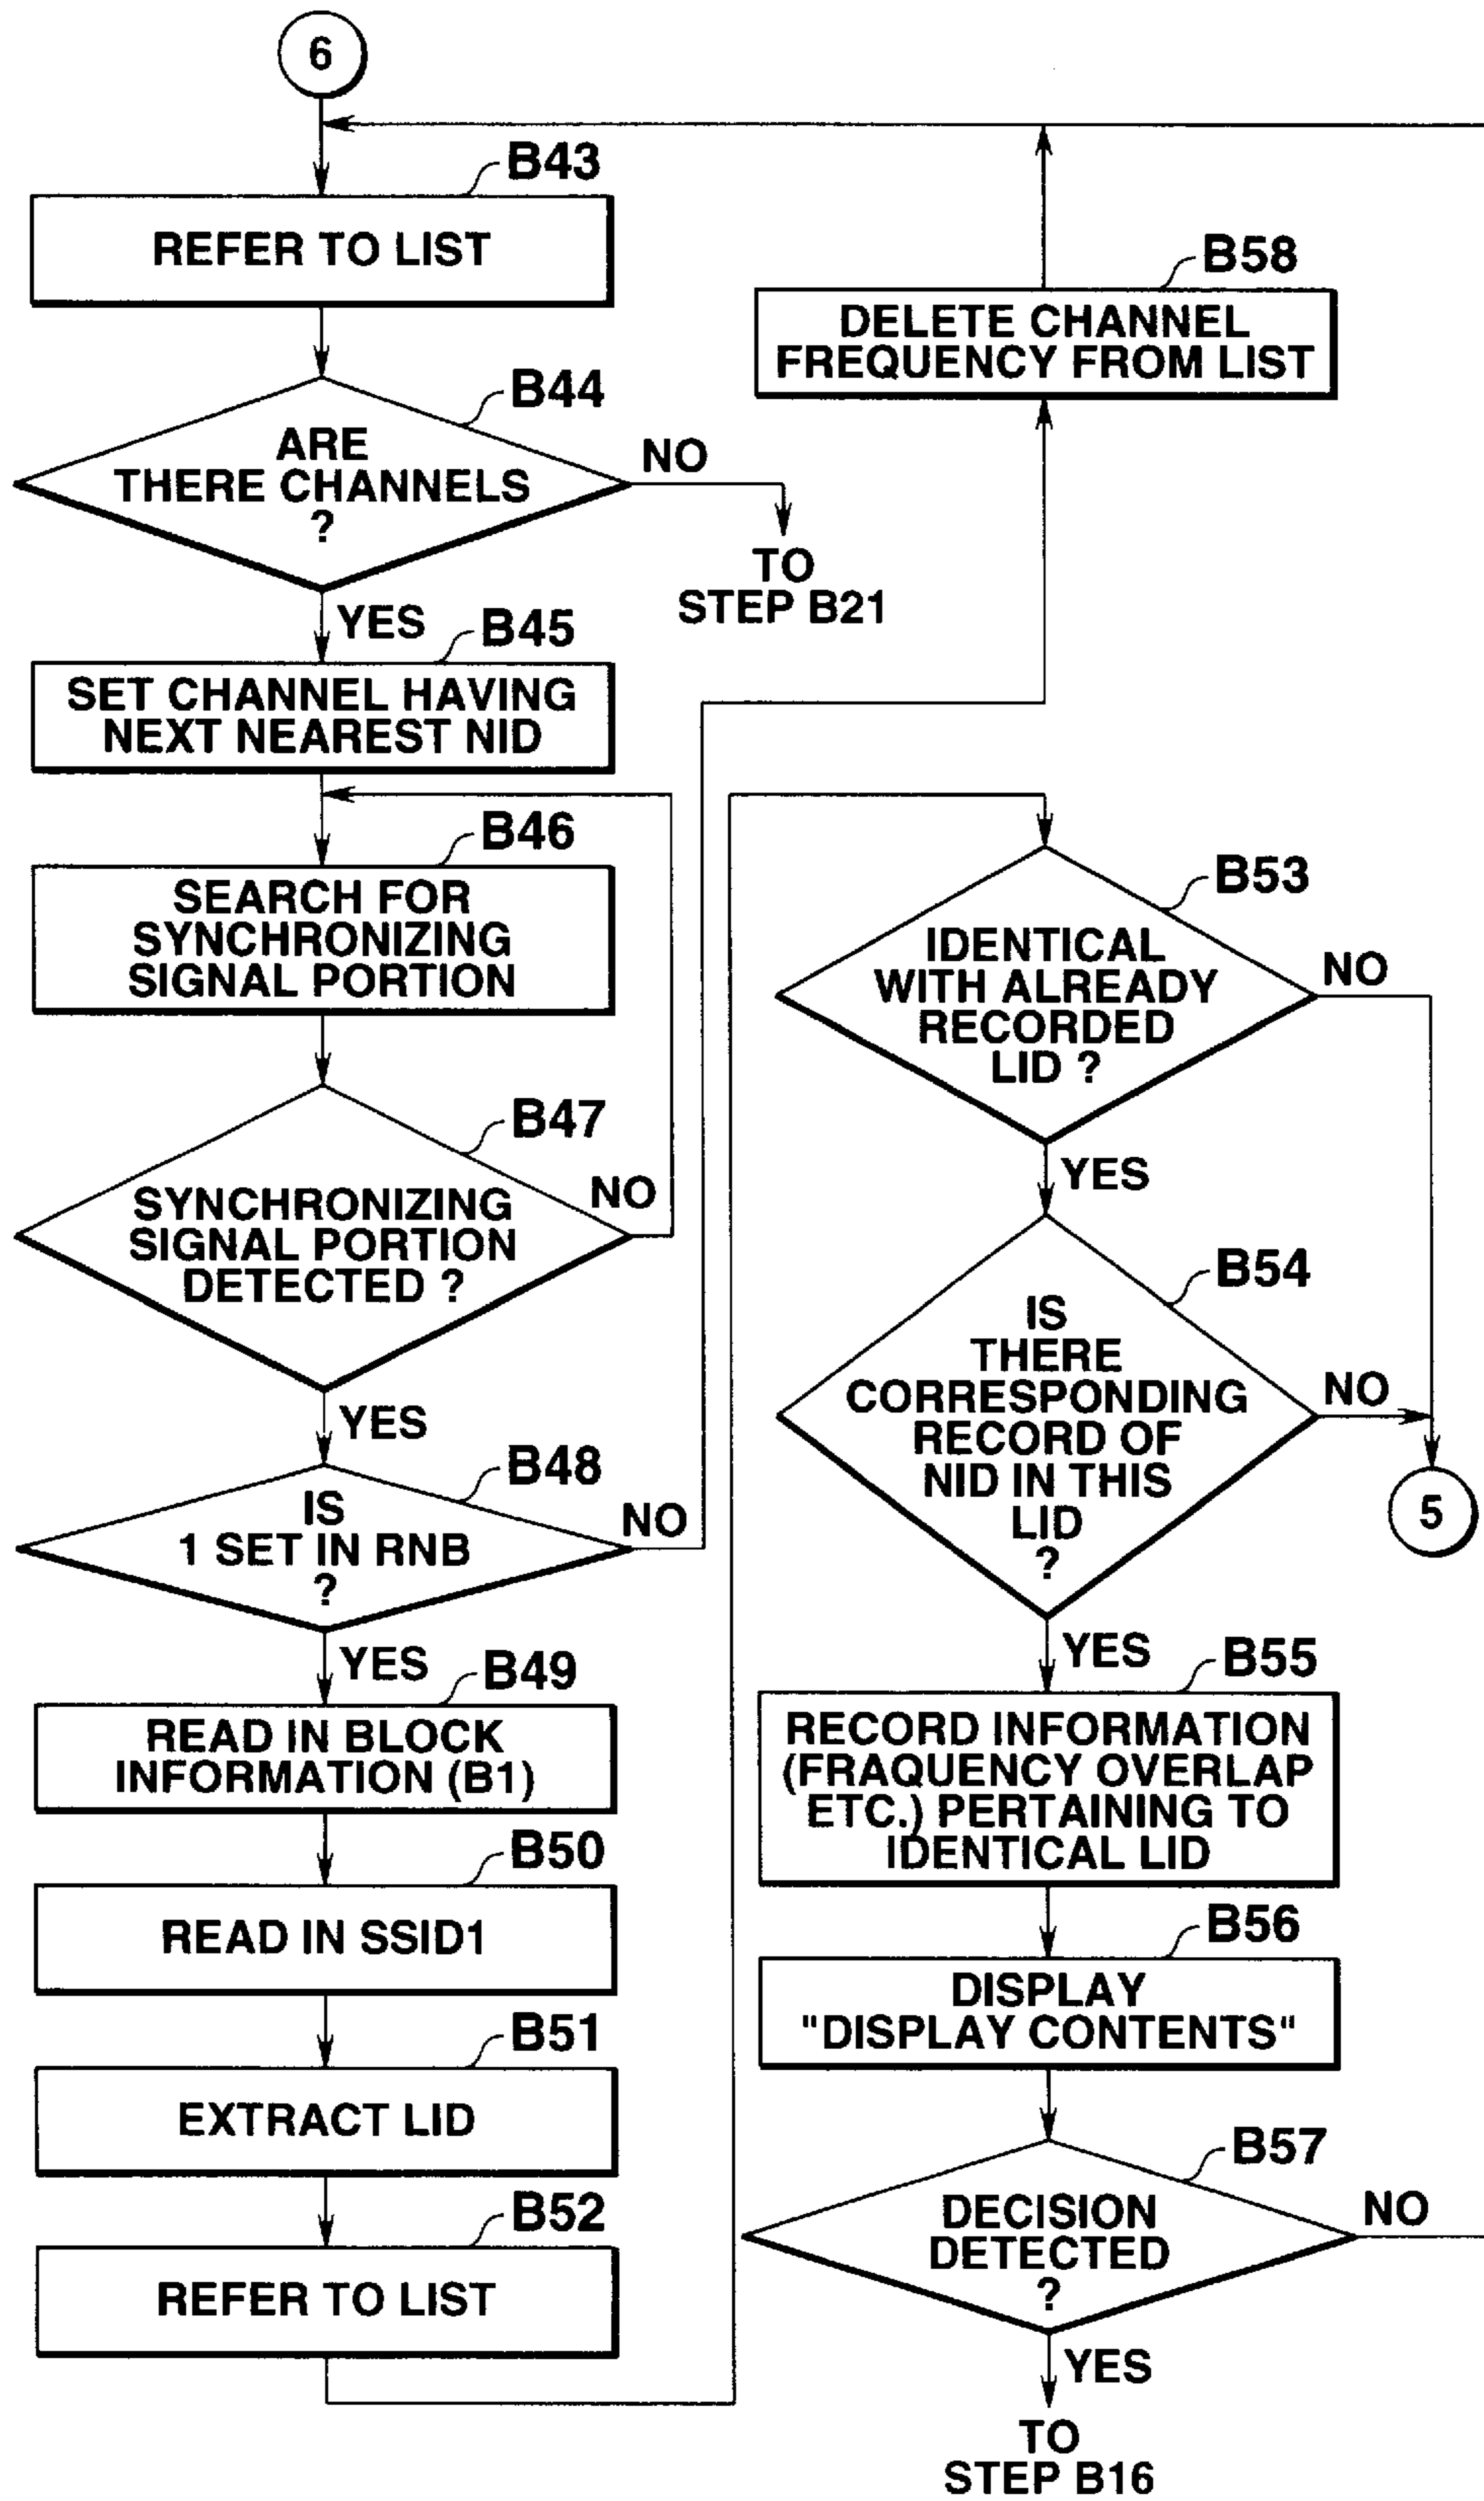 6
B43
REFER TO LIST
B44
ARE
THERE CHANNELS
?
NO
TO
STEP B21
YES
B45
SET CHANNEL HAVING
NEXT NEAREST NID
B46
SEARCH FOR
SYNCHRONIZING
SIGNAL PORTION
B47
SYNCHRONIZING
SIGNAL PORTION
DETECTED ?
NO
YES
B48
IS
1 SET IN RNB
?
NO
YES
B49
READ IN BLOCK
INFORMATION (B1)
B50
READ IN SSID1
B51
EXTRACT LID
B52
REFER TO LIST
B58
DELETE CHANNEL
FREQUENCY FROM LIST
B53
IDENTICAL
WITH ALREADY
RECORDED
LID ?
NO
YES
B54
IS
THERE
CORRESPONDING
RECORD OF
NID IN THIS
LID
?
NO
5
YES
B55
RECORD INFORMATION
(FRAQUENCY OVERLAP
ETC.) PERTAINING TO
IDENTICAL LID
B56
DISPLAY
"DISPLAY CONTENTS"
B57
DECISION
DETECTED
?
NO
YES
TO
STEP B16